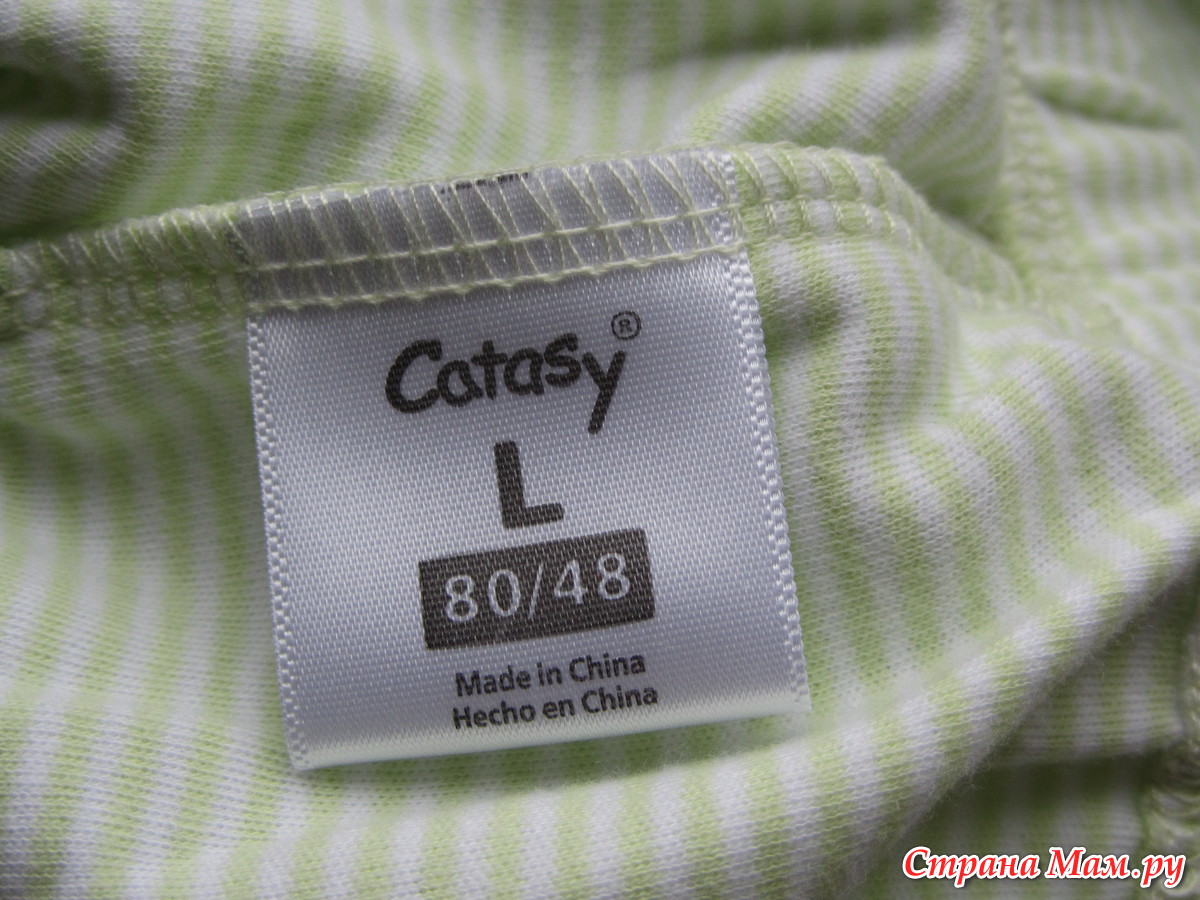 Catasy®
L
80/48
Made in China
Hecho en China
Страна Мам.ру